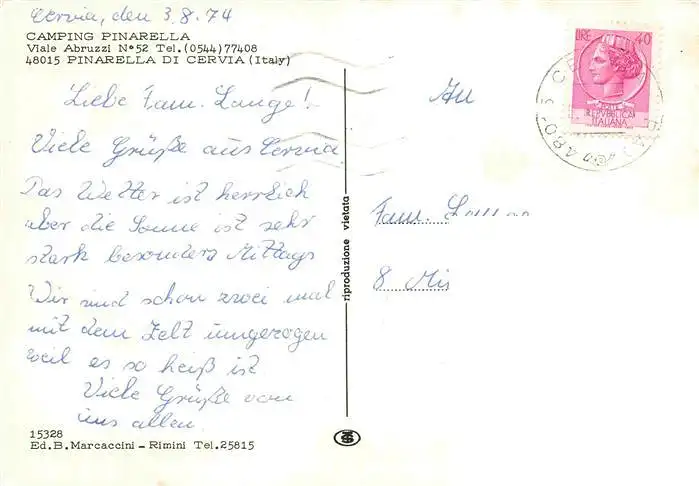 Cervia, den 3.8.74
CAMPING PINARELLA
Viale Abruzzi Nº52 Tel.(0544)77408
48015 PINARELLA DI CERVIA (Italy)
Liebe Fam. Lange!
Viele Grüße aus Cervia
Das Wetter ist herrlich
aber die Sonne ist sehr
stark besonders Mittags
Wir sind schon zwei mal
mit dem Zelt umgezogen
weil es so heiß ist
Viele Grüße von
uns allen.
15328
Ed.B.Marcaccini - Rimini Tel.25815
riproduzione vietata
LIRE 40
POSTE
REPVBBLICA
ITALIANA
An
Fam.
8